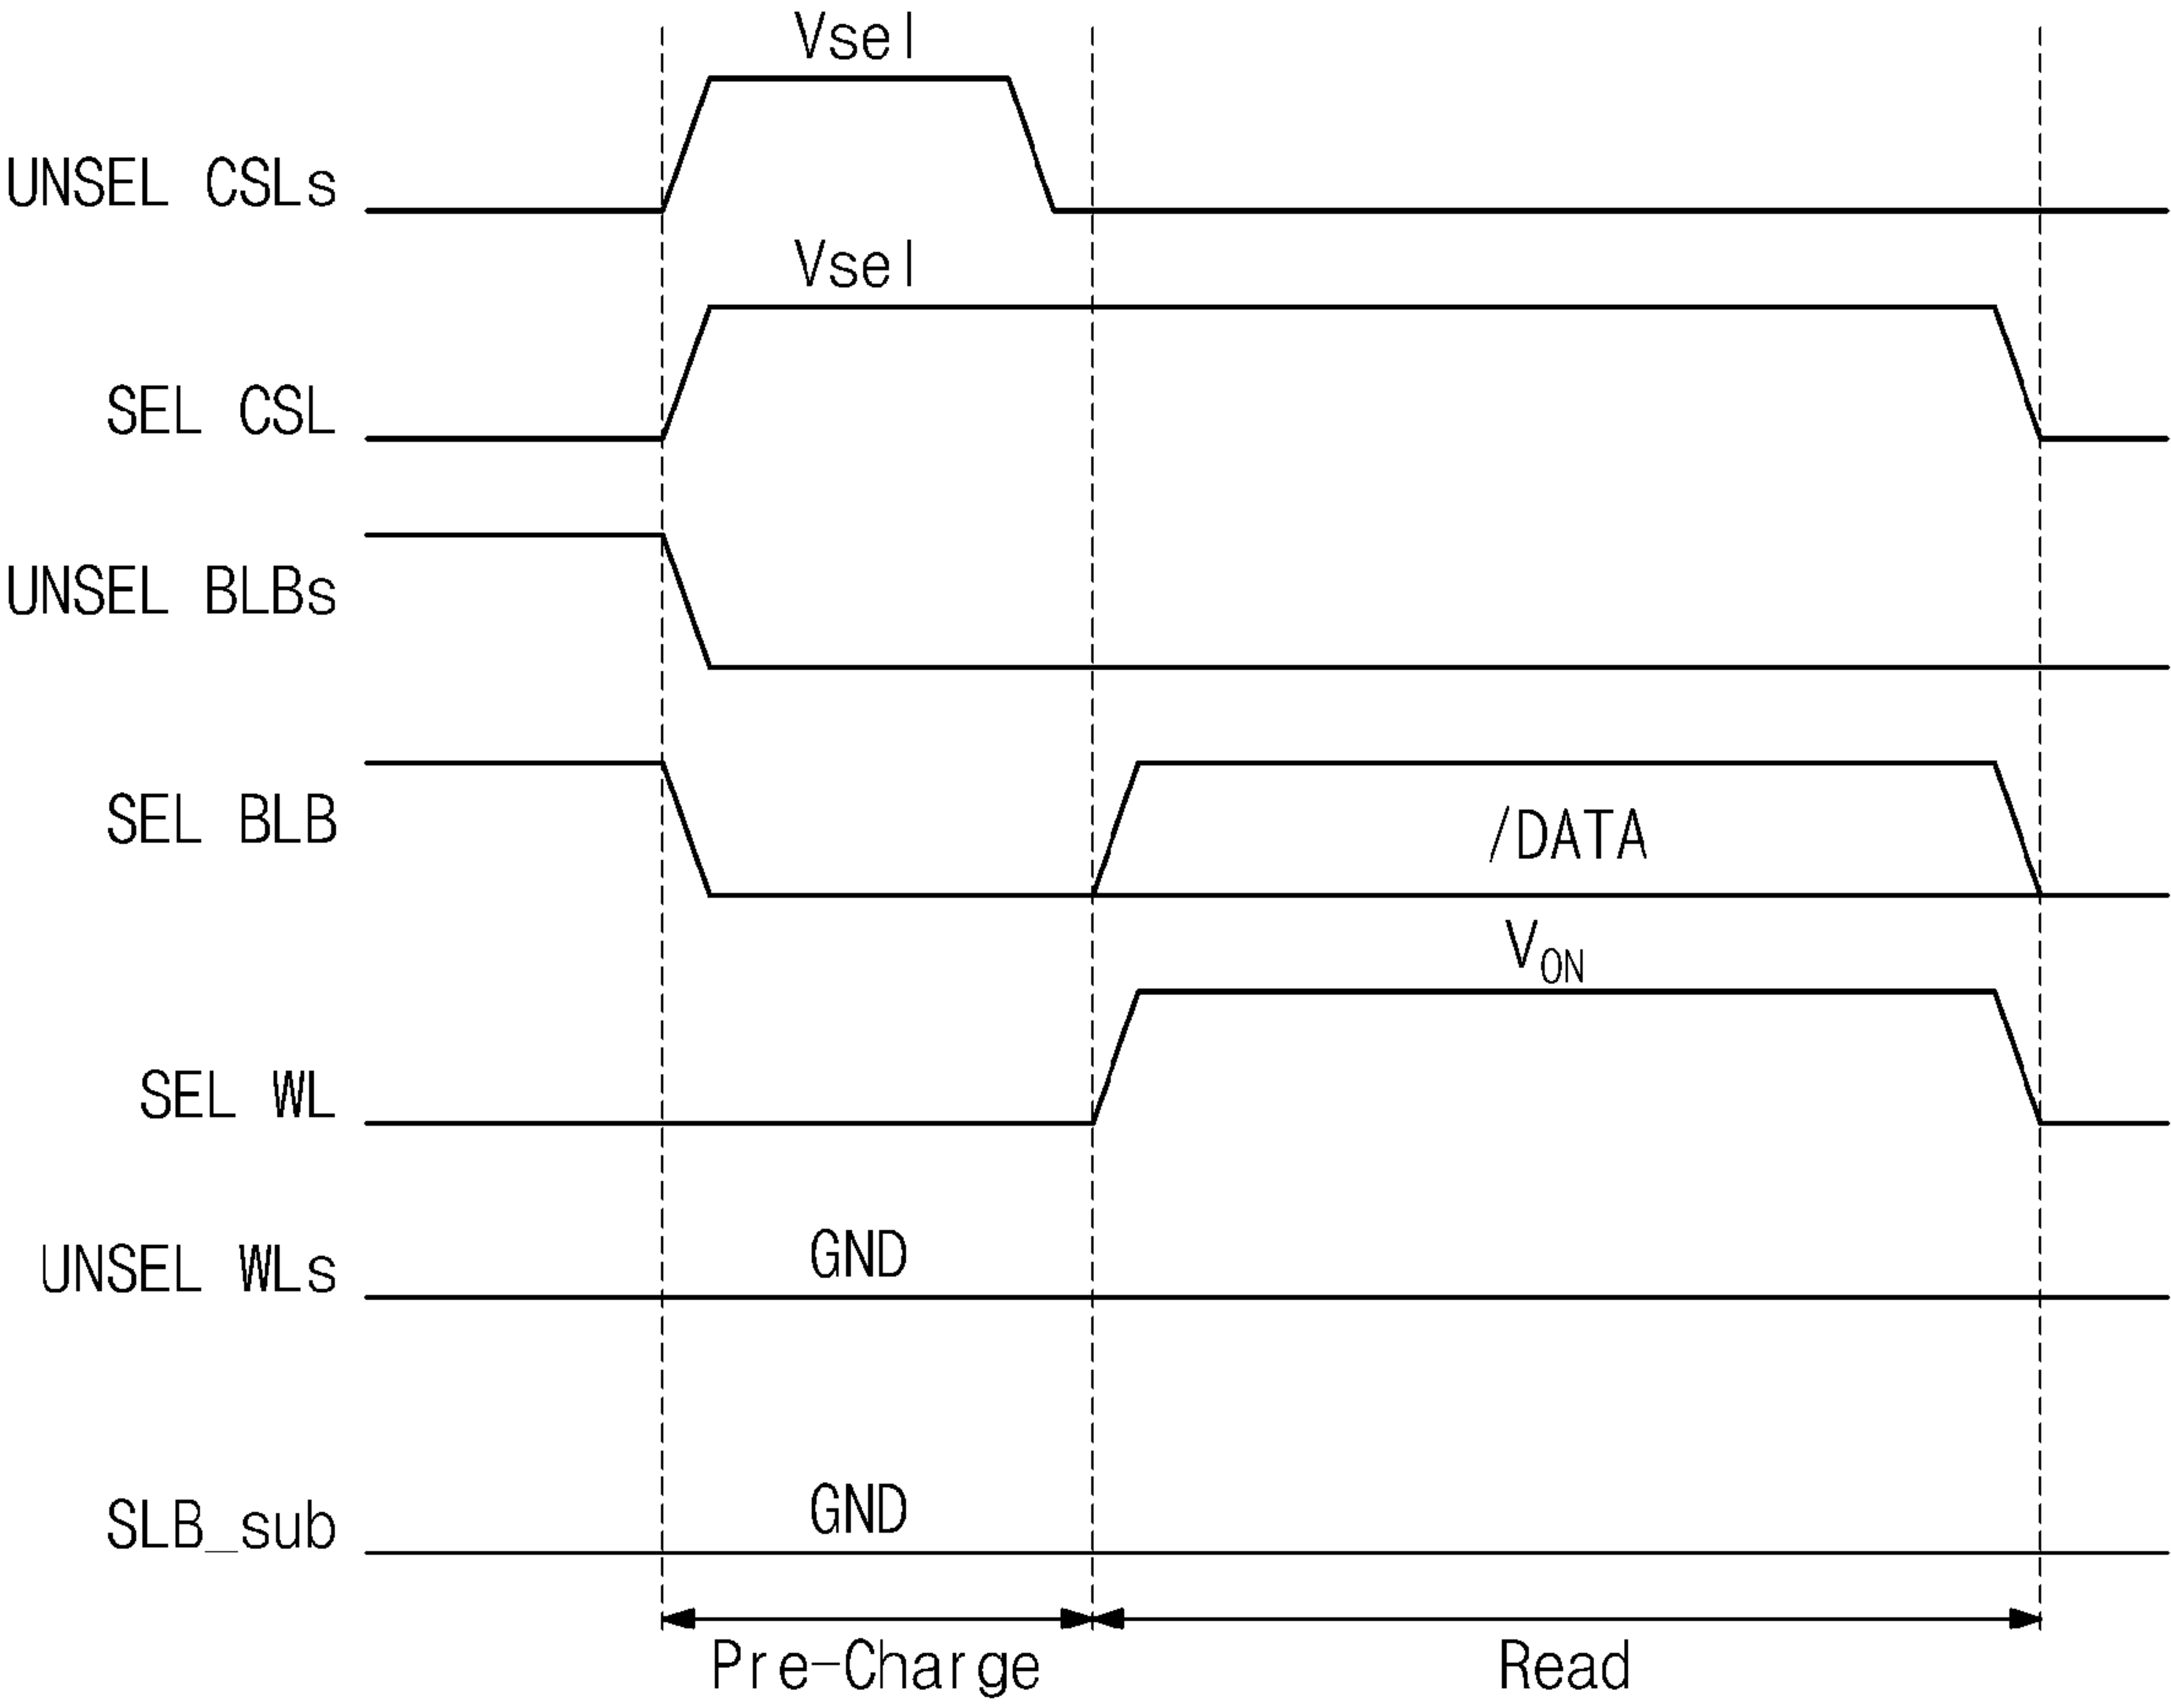 Vsel
UNSEL CSLs
Vsel
SEL CSL
UNSEL BLBs
SEL BLB
/DATA
VON
SEL WL
UNSEL WLs
GND
SLB_sub
GND
Pre-Charge
Read